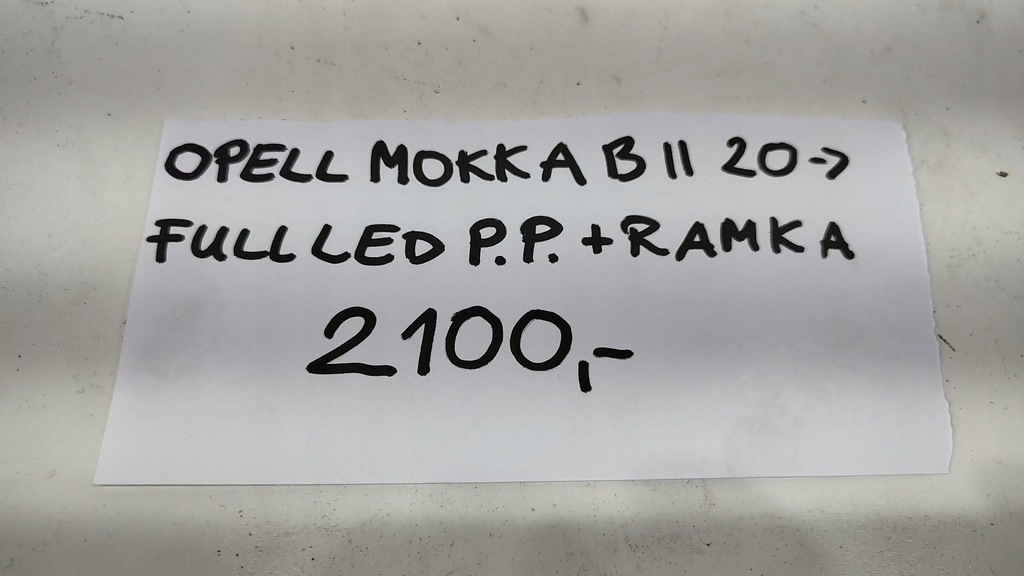 OPELL MOKKA B II 20->
FULL LED P.P. + RAMKA
2100,-